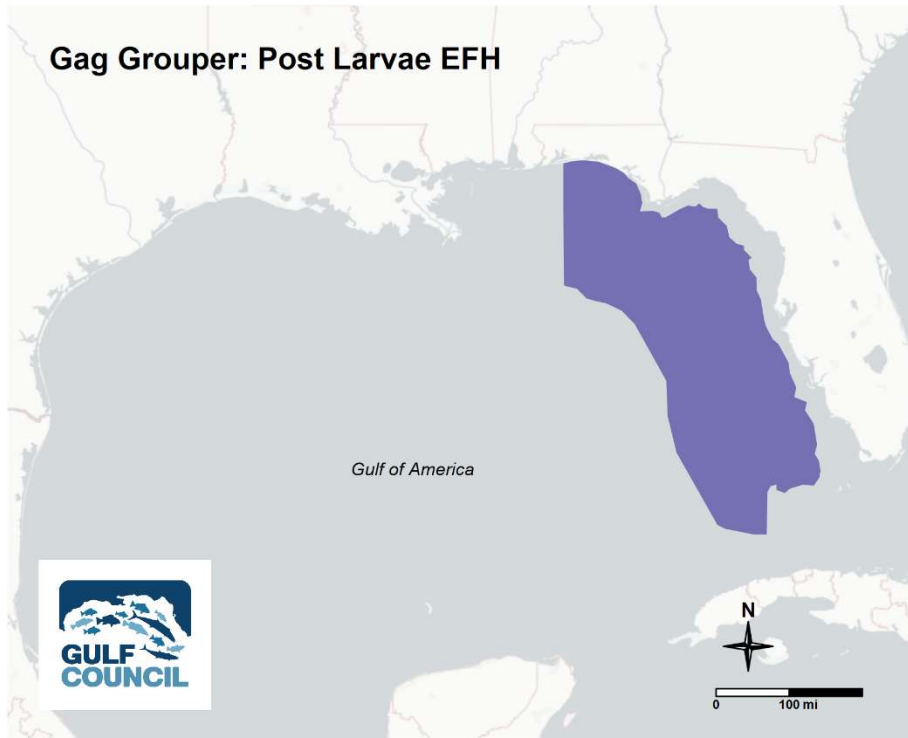 Gag Grouper: Post Larvae EFH
Gulf of America
GULF
COUNCIL
N
0 100 mi